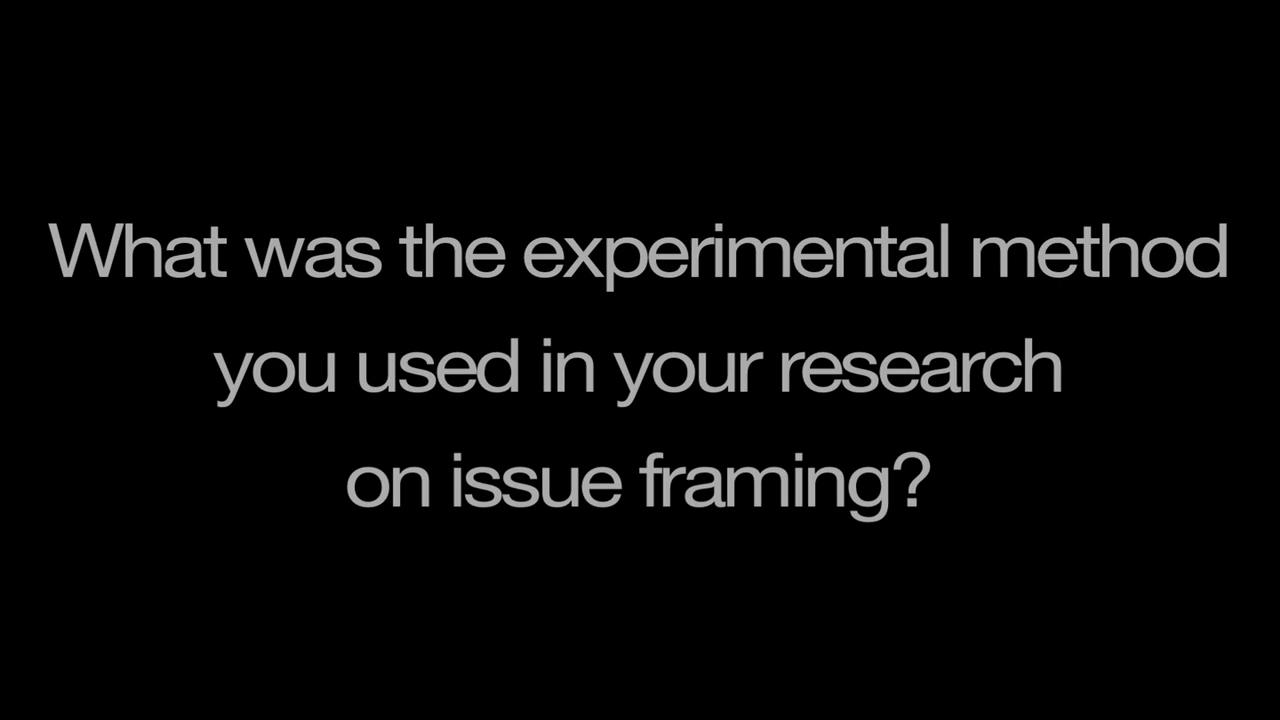 What was the experimental method
you used in your research
on issue framing?